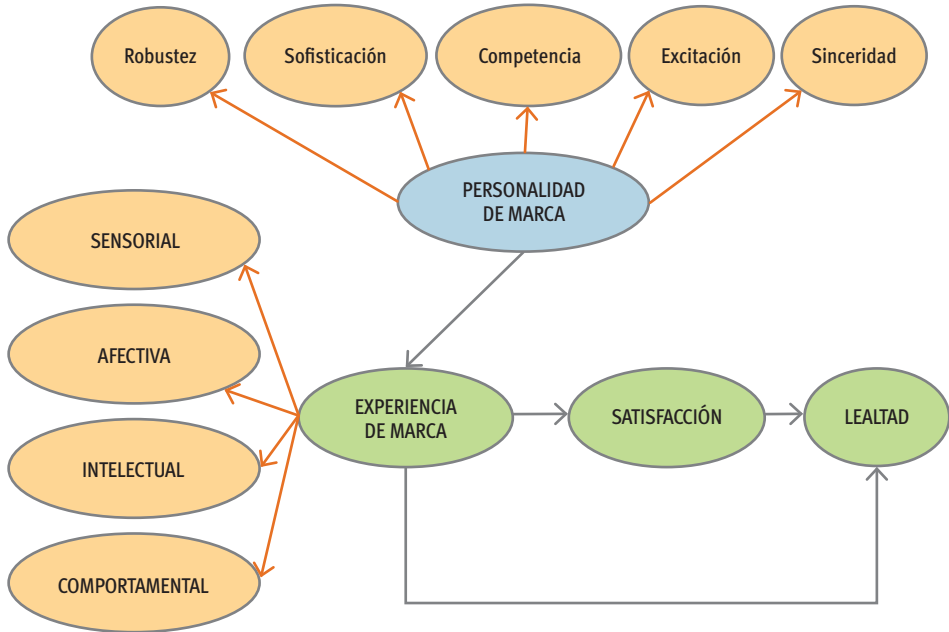 Robustez
Sofisticación
Competencia
Excitación
Sinceridad
PERSONALIDAD
DE MARCA
SENSORIAL
AFECTIVA
INTELECTUAL
COMPORTAMENTAL
EXPERIENCIA
DE MARCA
SATISFACCIÓN
LEALTAD